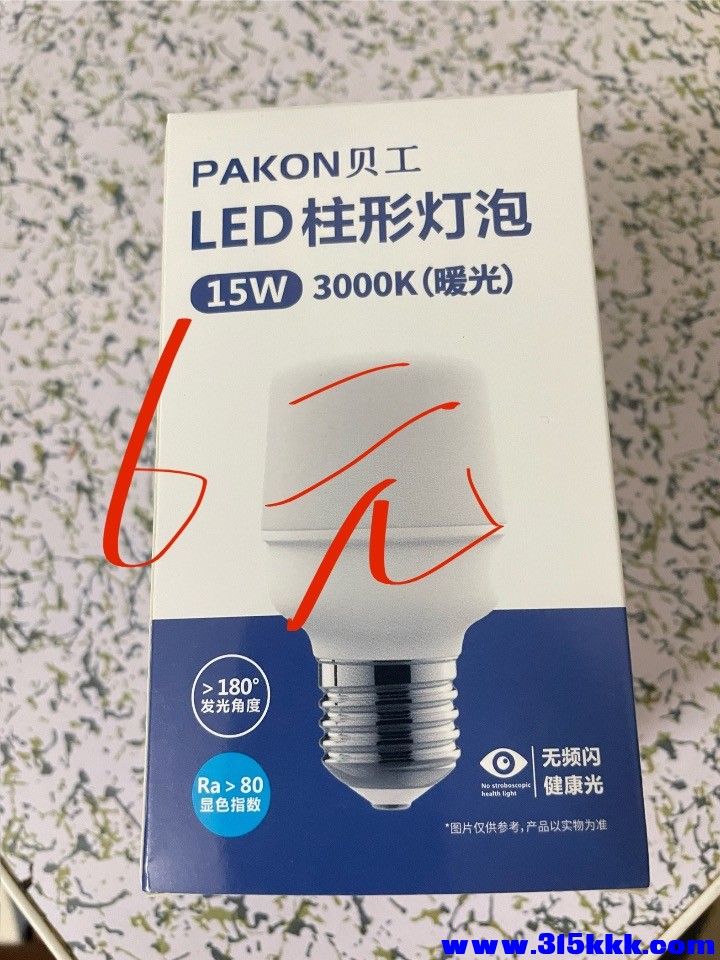 PAKON贝工
LED柱形灯泡
15W 3000K(暖光)
6元
>180°
发光角度
Ra>80
显色指数
No stroboscopic
health light
无频闪
健康光
*图片仅供参考,产品以实物为准
www.315kkk.com